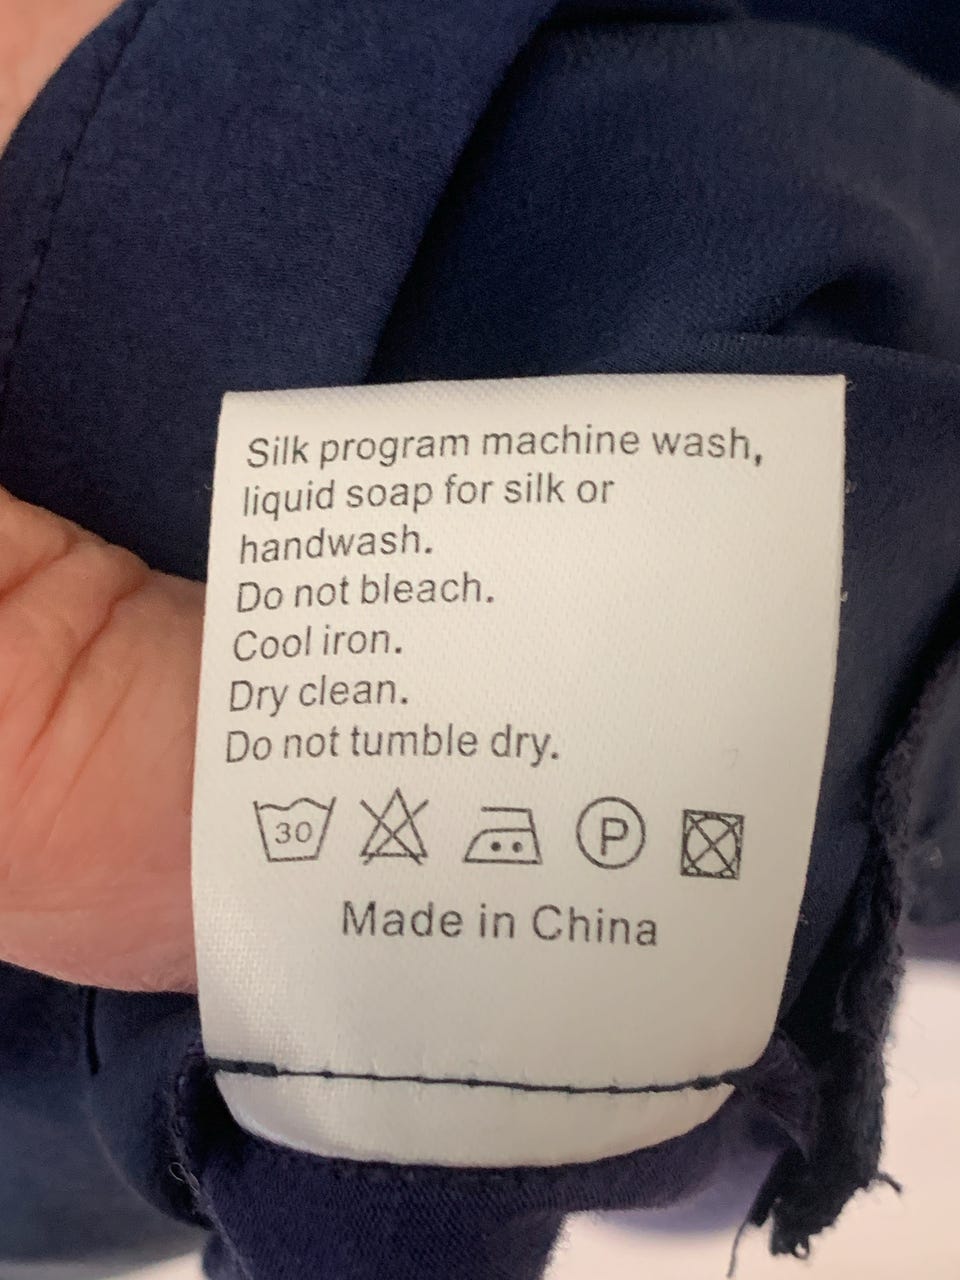 Silk program machine wash,
liquid soap for silk or
handwash.
Do not bleach.
Cool iron.
Dry clean.
Do not tumble dry.
30 P
Made in China